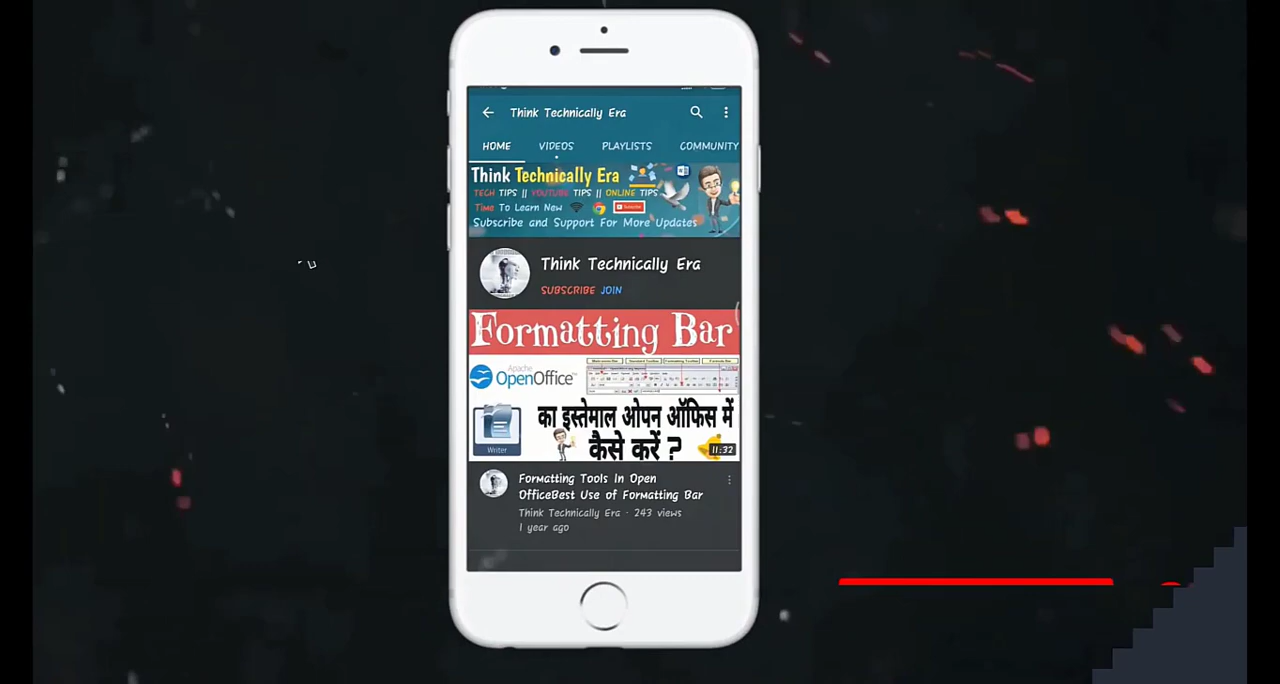 Think Technically Era
HOME VIDEOS PLAYLISTS COMMUNITY
Think Technically Era
TECH TIPS || YOUTUBE TIPS || ONLINE TIPS
Time To Learn New
Subscribe
Subscribe and Support For More Updates
Think Technically Era
SUBSCRIBE JOIN
Formatting Bar
Apache
OpenOffice
का इस्तेमाल ओपन ऑफिस में
कैसे करें ?
Writer
11:32
Formatting Tools In Open
OfficeBest Use of Formatting Bar
Think Technically Era · 243 views
1 year ago